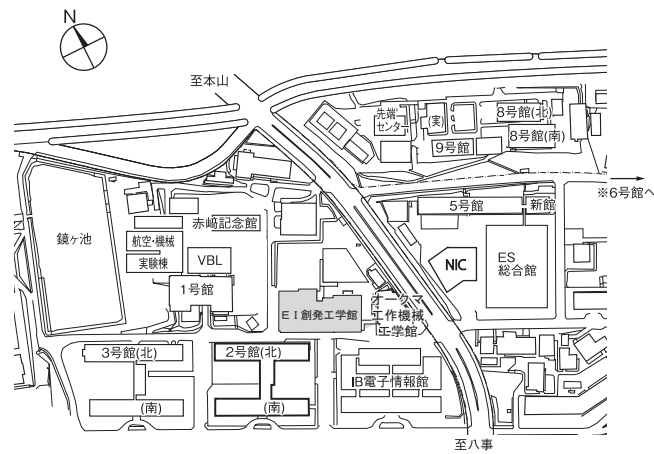 N
至本山
先端
センタ
(実)
8号館(北)
8号館(南)
9号館
※6号館へ
5号館
新館
鏡ヶ池
赤﨑記念館
航空・機械
実験棟
VBL
1号館
NIC
ES
総合館
EI創発工学館
オークマ
工作機械
工学館
3号館(北)
2号館(北)
IB電子情報館
(南)
(南)
至八事